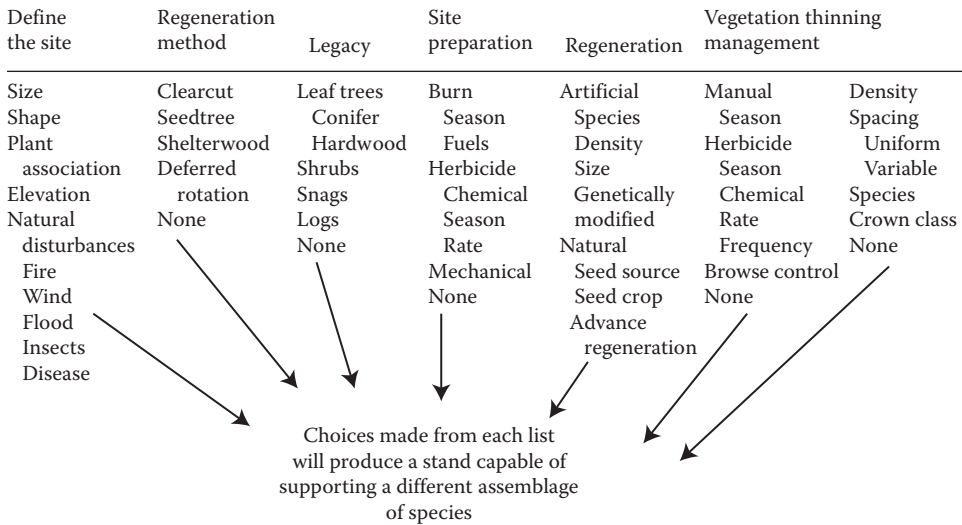 Define
the site
Regeneration
method
Legacy
Site
preparation
Regeneration
Vegetation thinning
management
Size
Shape
Plant
association
Elevation
Natural
disturbances
Fire
Wind
Flood
Insects
Disease
Clearcut
Seedtree
Shelterwood
Deferred
rotation
None
Leaf trees
Conifer
Hardwood
Shrubs
Snags
Logs
None
Burn
Season
Fuels
Herbicide
Chemical
Season
Rate
Mechanical
None
Artificial
Species
Density
Size
Genetically
modified
Natural
Seed source
Seed crop
Advance
regeneration
Manual
Season
Herbicide
Season
Chemical
Rate
Frequency
Browse control
None
Density
Spacing
Uniform
Variable
Species
Crown class
None
Choices made from each list
will produce a stand capable of
supporting a different assemblage
of species